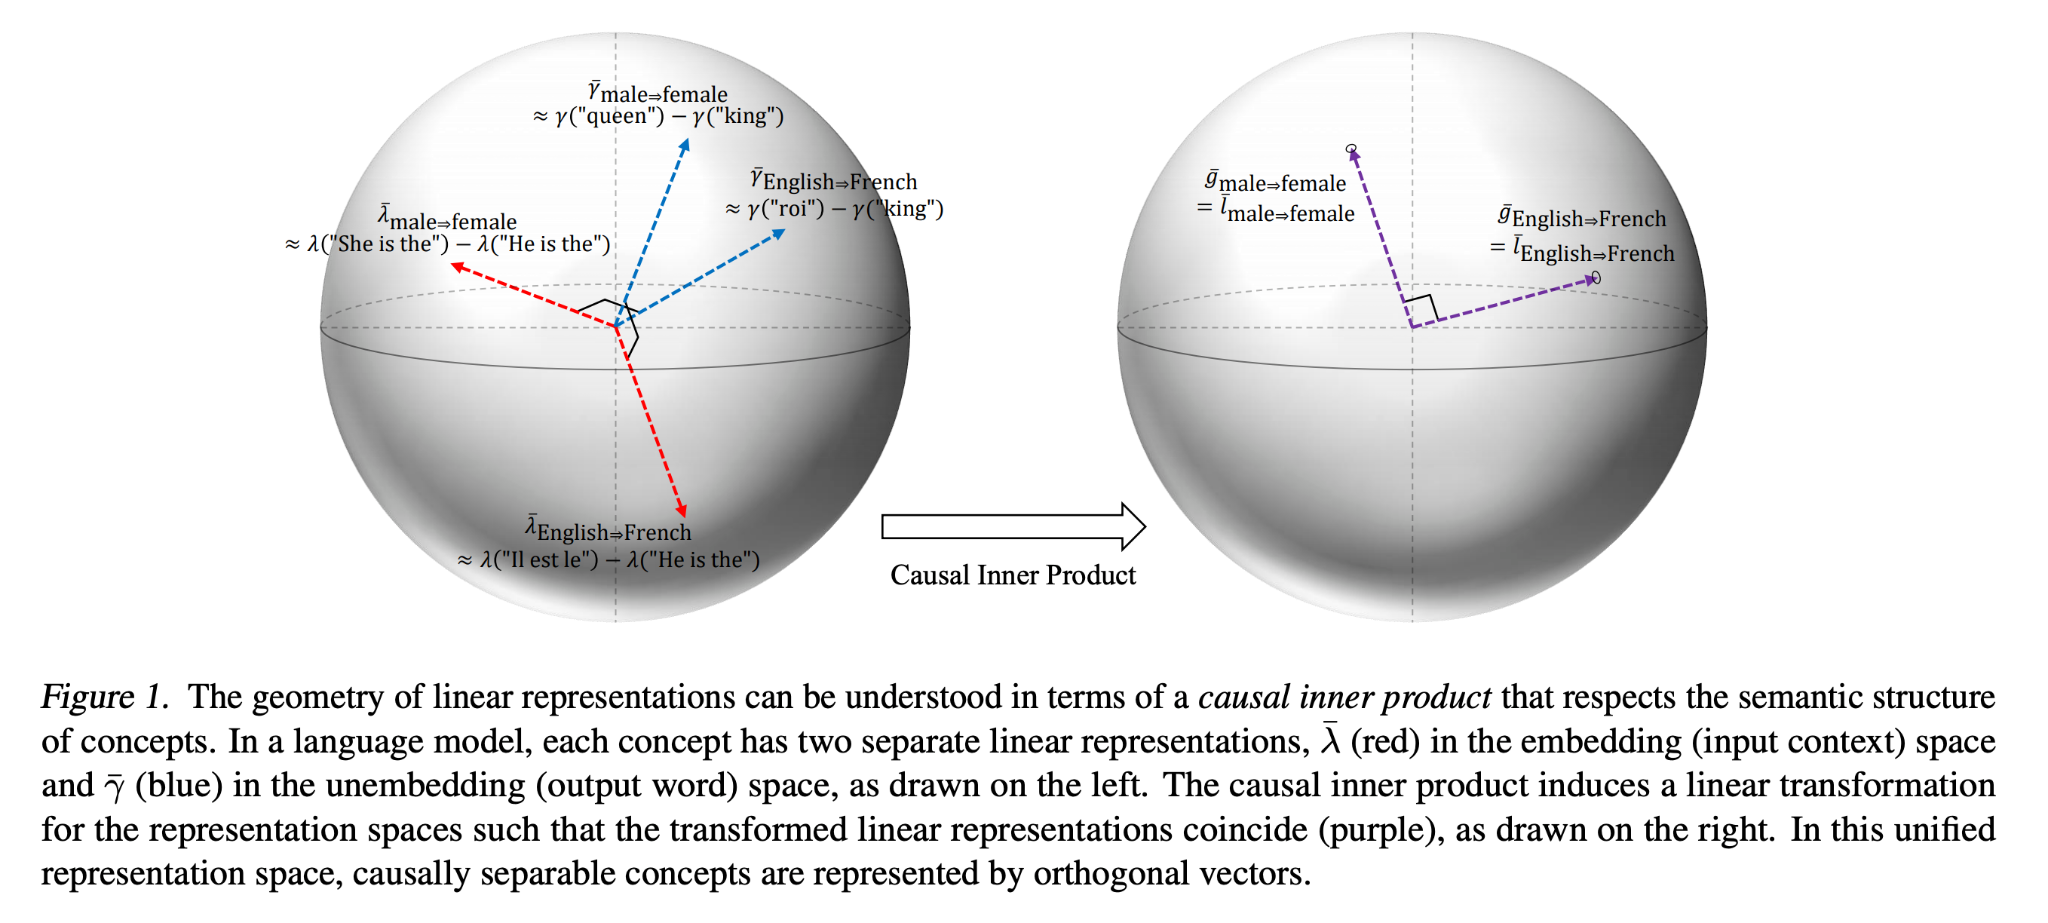 γ̄male⇒female
≈ γ("queen") − γ("king")
γ̄English⇒French
≈ γ("roi") − γ("king")
λ̄male⇒female
≈ λ("She is the") − λ("He is the")
λ̄English⇒French
≈ λ("Il est le") − λ("He is the")
Causal Inner Product
ḡmale⇒female
= l̄male⇒female
ḡEnglish⇒French
= l̄English⇒French
Figure 1. The geometry of linear representations can be understood in terms of a causal inner product that respects the semantic structure
of concepts. In a language model, each concept has two separate linear representations, λ̄ (red) in the embedding (input context) space
and γ̄ (blue) in the unembedding (output word) space, as drawn on the left. The causal inner product induces a linear transformation
for the representation spaces such that the transformed linear representations coincide (purple), as drawn on the right. In this unified
representation space, causally separable concepts are represented by orthogonal vectors.